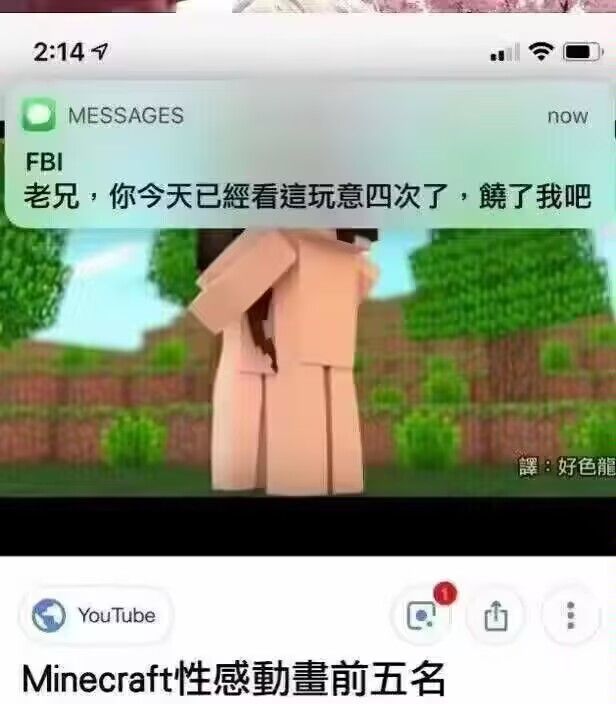 2:14
MESSAGES
now
FBI
老兄，你今天已經看這玩意四次了，饒了我吧
譯：好色龍
1
YouTube
Minecraft性感動畫前五名